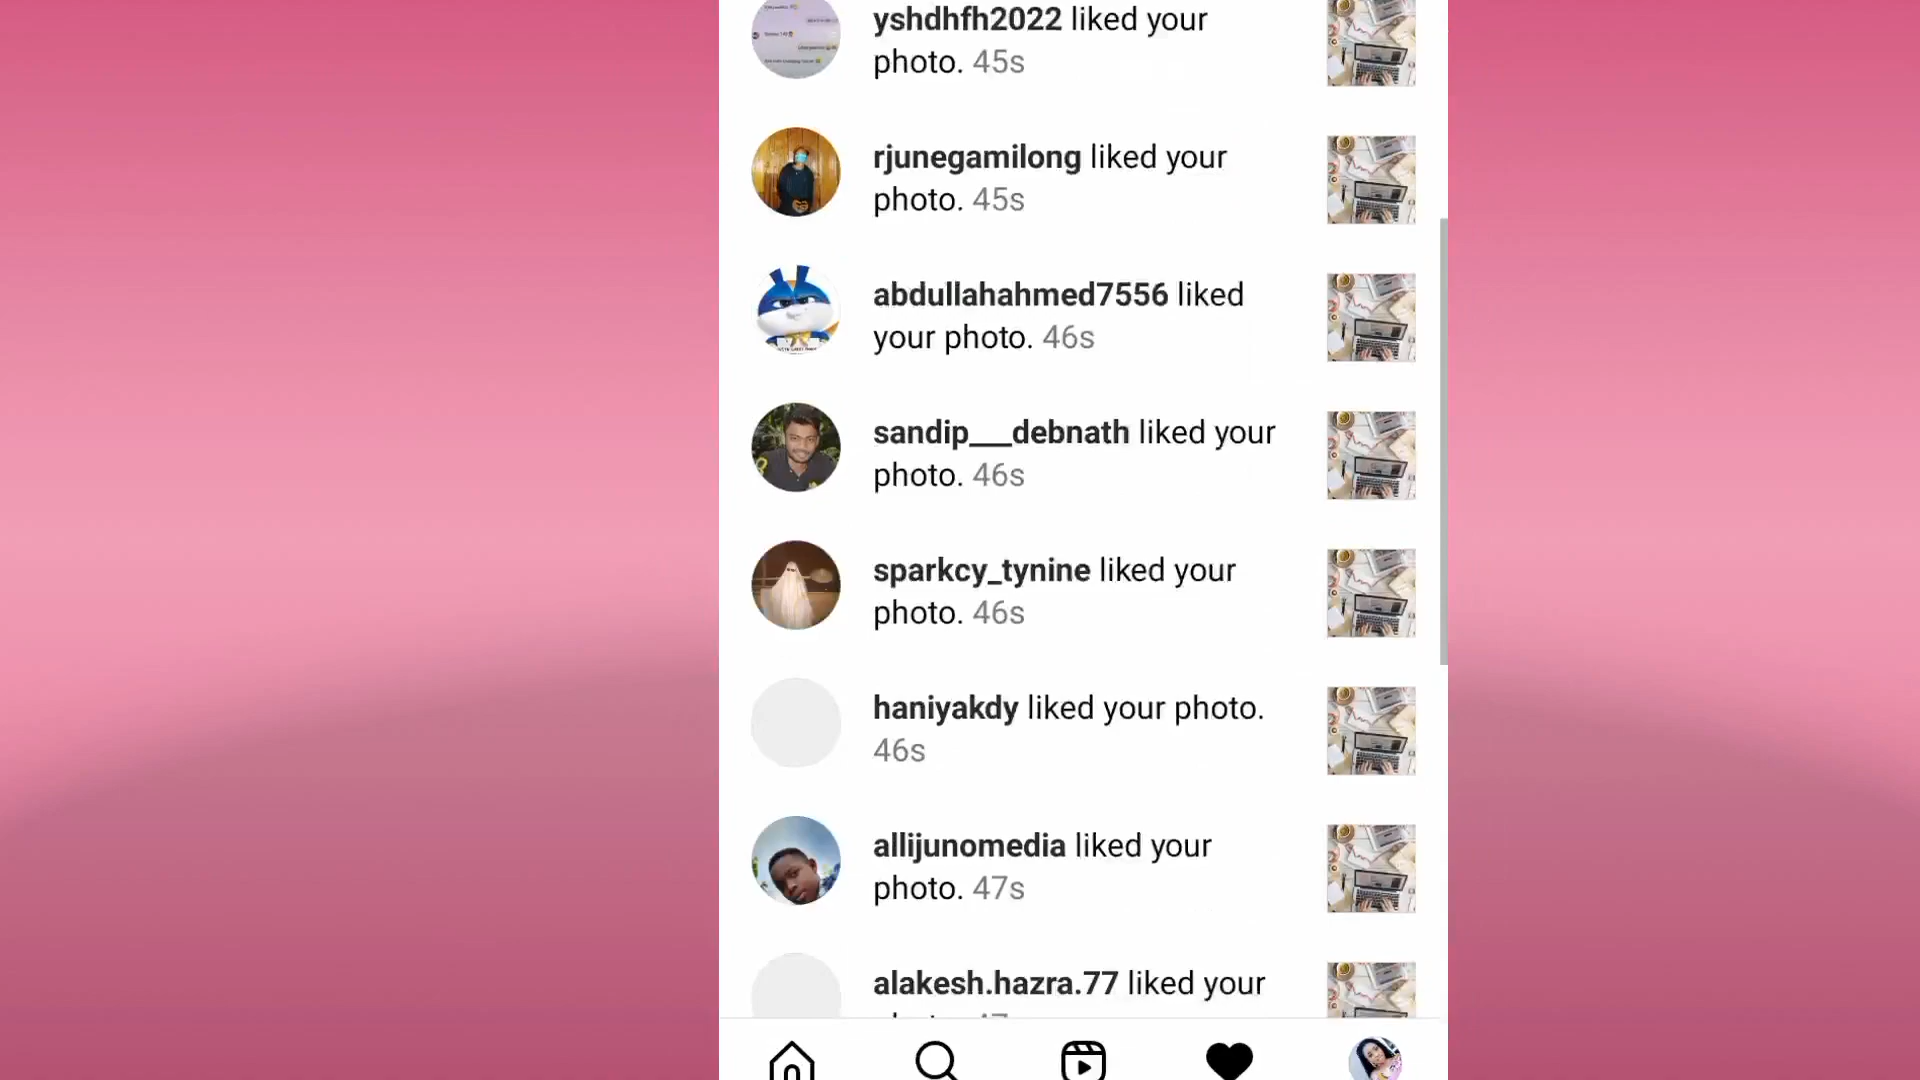 yshdhfh2022 liked your
photo. 45s
rjunegamilong liked your
photo. 45s
abdullahahmed7556 liked
your photo. 46s
sandip___debnath liked your
photo. 46s
sparkcy_tynine liked your
photo. 46s
haniyakdy liked your photo.
46s
allijunomedia liked your
photo. 47s
alakesh.hazra.77 liked your